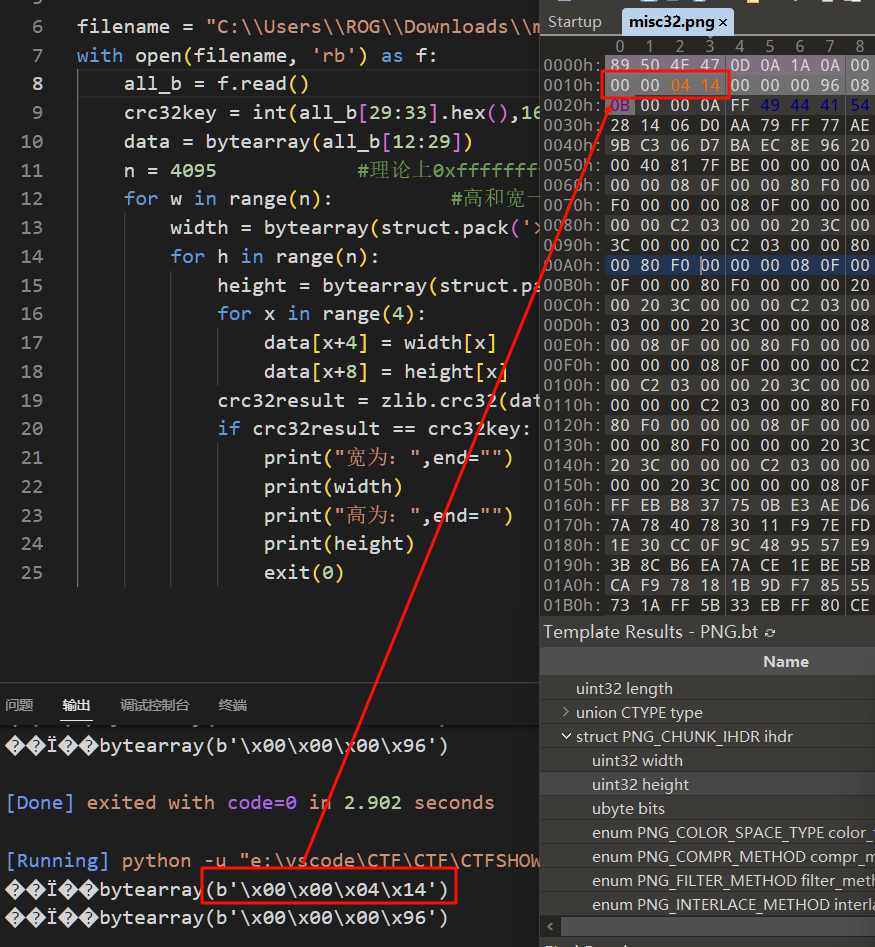 6 filename = "C:\\Users\\ROG\\Downloads\\m
7 with open(filename, 'rb') as f:
8 all_b = f.read()
9 crc32key = int(all_b[29:33].hex(),16
10 data = bytearray(all_b[12:29])
11 n = 4095 #理论上0xffffffff
12 for w in range(n): #高和宽一
13 width = bytearray(struct.pack('>
14 for h in range(n):
15 height = bytearray(struct.pa
16 for x in range(4):
17 data[x+4] = width[x]
18 data[x+8] = height[x]
19 crc32result = zlib.crc32(dat
20 if crc32result == crc32key:
21 print("宽为：",end="")
22 print(width)
23 print("高为：",end="")
24 print(height)
25 exit(0)
问题 输出 调试控制台 终端
��Ϊ��bytearray(b'\x00\x00\x00\x96')
[Done] exited with code=0 in 2.902 seconds
[Running] python -u "e:\vscode\CTF\CTF\CTFSHOW
��Ϊ��bytearray(b'\x00\x00\x04\x14')
��Ϊ��bytearray(b'\x00\x00\x00\x96')
Startup misc32.png ×
0 1 2 3 4 5 6 7 8
0000h: 89 50 4E 47 0D 0A 1A 0A 00
0010h: 00 00 04 14 00 00 00 96 08
0020h: 0B 00 00 0A FF 49 44 41 54
0030h: 28 14 06 D0 AA 79 FF 77 AE
0040h: 9B C3 06 D7 BA EC 8E 96 20
0050h: 00 40 81 7F BE 00 00 00 0A
0060h: 00 00 08 0F 00 00 80 F0 00
0070h: F0 00 00 00 08 0F 00 00 00
0080h: 00 00 C2 03 00 00 20 3C 00
0090h: 3C 00 00 00 C2 03 00 00 80
00A0h: 00 80 F0 00 00 00 08 0F 00
00B0h: 0F 00 00 80 F0 00 00 00 20
00C0h: 00 20 3C 00 00 00 C2 03 00
00D0h: 03 00 00 20 3C 00 00 00 08
00E0h: 00 08 0F 00 00 80 F0 00 00
00F0h: 00 00 00 08 0F 00 00 00 C2
0100h: 00 C2 03 00 00 20 3C 00 00
0110h: 00 00 00 C2 03 00 00 80 F0
0120h: 80 F0 00 00 00 08 0F 00 00
0130h: 00 00 80 F0 00 00 00 20 3C
0140h: 20 3C 00 00 00 C2 03 00 00
0150h: 00 00 20 3C 00 00 00 08 0F
0160h: FF EB B8 37 75 0B E3 AE D6
0170h: 7A 78 40 78 30 11 F9 7E FD
0180h: 1E 30 CC 0F 9C 48 95 57 E9
0190h: 3B 8C B6 EA 7A CE 1E BE 5B
01A0h: CA F9 78 18 1B 9D F7 85 55
01B0h: 73 1A FF 5B 33 EB FF 80 CE
Template Results - PNG.bt
Name
uint32 length
union CTYPE type
struct PNG_CHUNK_IHDR ihdr
uint32 width
uint32 height
ubyte bits
enum PNG_COLOR_SPACE_TYPE color_
enum PNG_COMPR_METHOD compr_m
enum PNG_FILTER_METHOD filter_meth
enum PNG_INTERLACE_METHOD interla